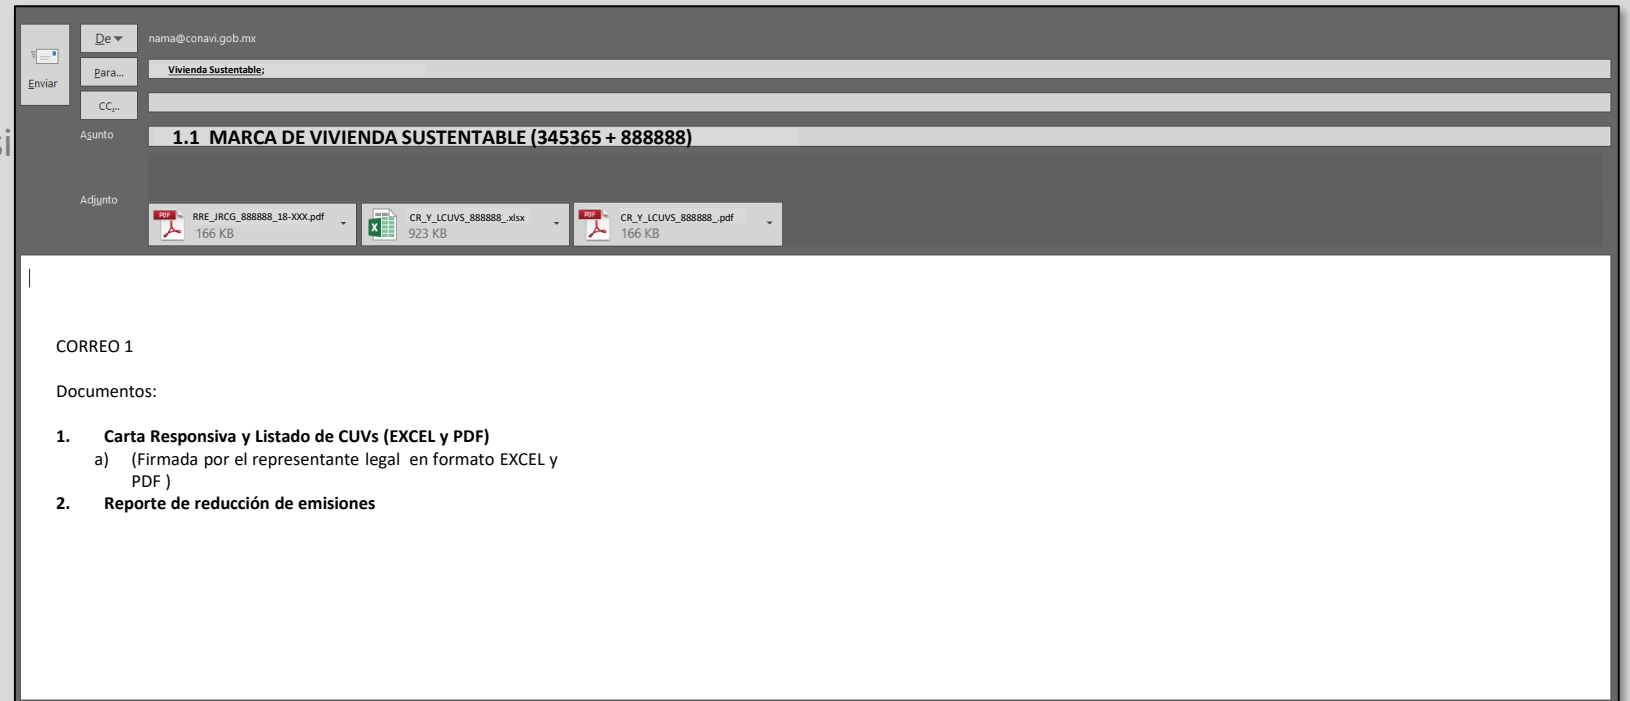 De
nama@conavi.gob.mx
Enviar
Para...
Vivienda Sustentable;
CC...
si
Asunto
1.1 MARCA DE VIVIENDA SUSTENTABLE (345365 + 888888)
Adjunto
PDF
RRE_JRCG_888888_18-XXX.pdf
166 KB
CR_Y_LCUVS_888888_.xlsx
923 KB
PDF
CR_Y_LCUVS_888888_.pdf
166 KB
CORREO 1
Documentos:
1. Carta Responsiva y Listado de CUVs (EXCEL y PDF)
a) (Firmada por el representante legal en formato EXCEL y
PDF )
2. Reporte de reducción de emisiones